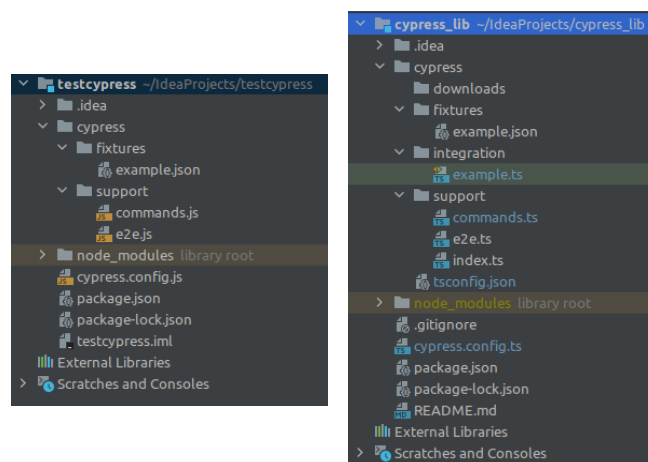 testcypress ~/IdeaProjects/testcypress
.idea
cypress
fixtures
example.json
support
commands.js
e2e.js
node_modules library root
cypress.config.js
package.json
package-lock.json
testcypress.iml
External Libraries
Scratches and Consoles
cypress_lib ~/IdeaProjects/cypress_lib
.idea
cypress
downloads
fixtures
example.json
integration
example.ts
support
commands.ts
e2e.ts
index.ts
tsconfig.json
node_modules library root
.gitignore
cypress.config.ts
package.json
package-lock.json
README.md
External Libraries
Scratches and Consoles